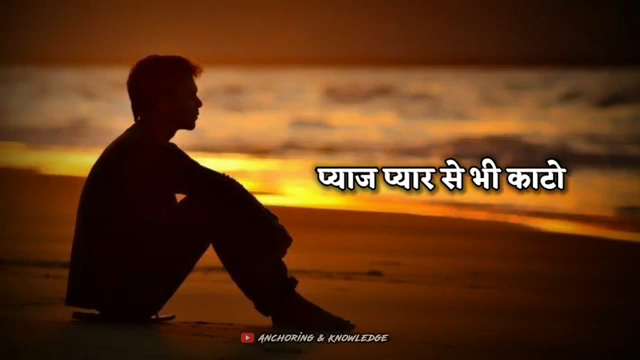 प्याज प्यार से भी काटो
ANCHORING & KNOWLEDGE